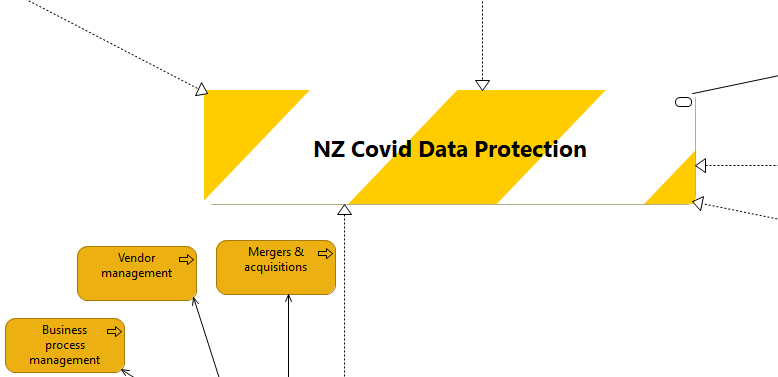 NZ Covid Data Protection
Vendor
management
Mergers &
acquisitions
Business
process
management